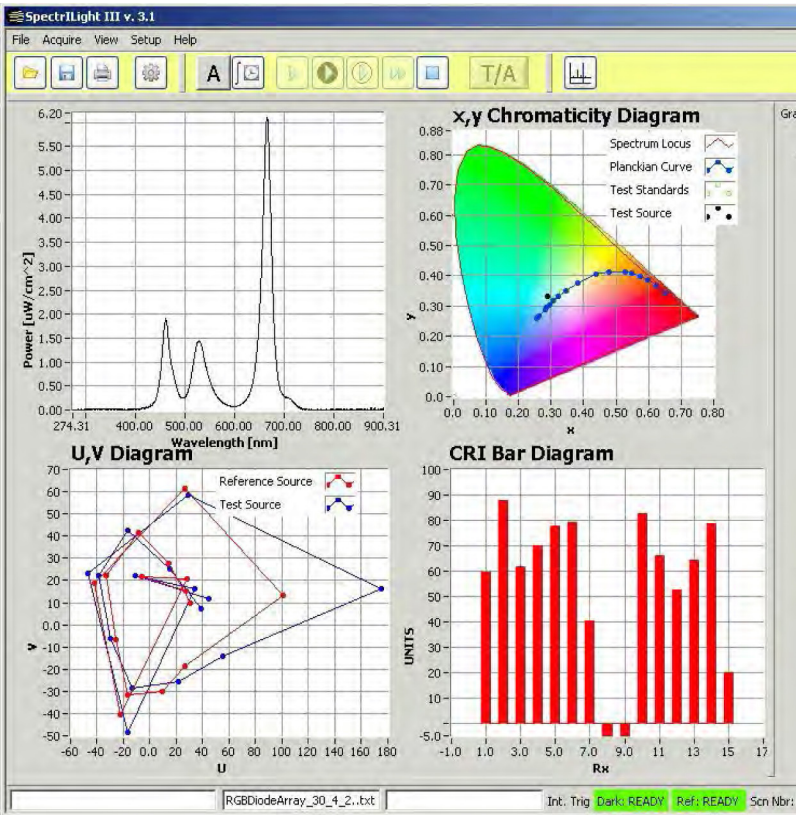 SpectrILight III v. 3.1
File Acquire View Setup Help
A T/A
6.20
5.50
5.00
4.50
4.00
3.50
3.00
2.50
2.00
1.50
1.00
0.50
0.00
Power [uW/cm^2]
274.31 400.00 500.00 600.00 700.00 800.00 900.31
Wavelength [nm]
x,y Chromaticity Diagram
Spectrum Locus
Planckian Curve
Test Standards
Test Source
0.88
0.80
0.70
0.60
0.50
0.40
0.30
0.20
0.10
0.0
y
0.0 0.10 0.20 0.30 0.40 0.50 0.60 0.70 0.80
x
Gra
U,V Diagram
Reference Source
Test Source
70
60
50
40
30
20
10
0.0
-10
-20
-30
-40
-50
V
-60 -40 -20 0.0 20 40 60 80 100 120 140 160 180
U
CRI Bar Diagram
100
90
80
70
60
50
40
30
20
10
-5.0
UNITS
-1.0 1.0 3.0 5.0 7.0 9.0 11 13 15 17
Rx
RGBDiodeArray_30_4_2..txt Int. Trig Dark: READY Ref: READY Scn Nbr: